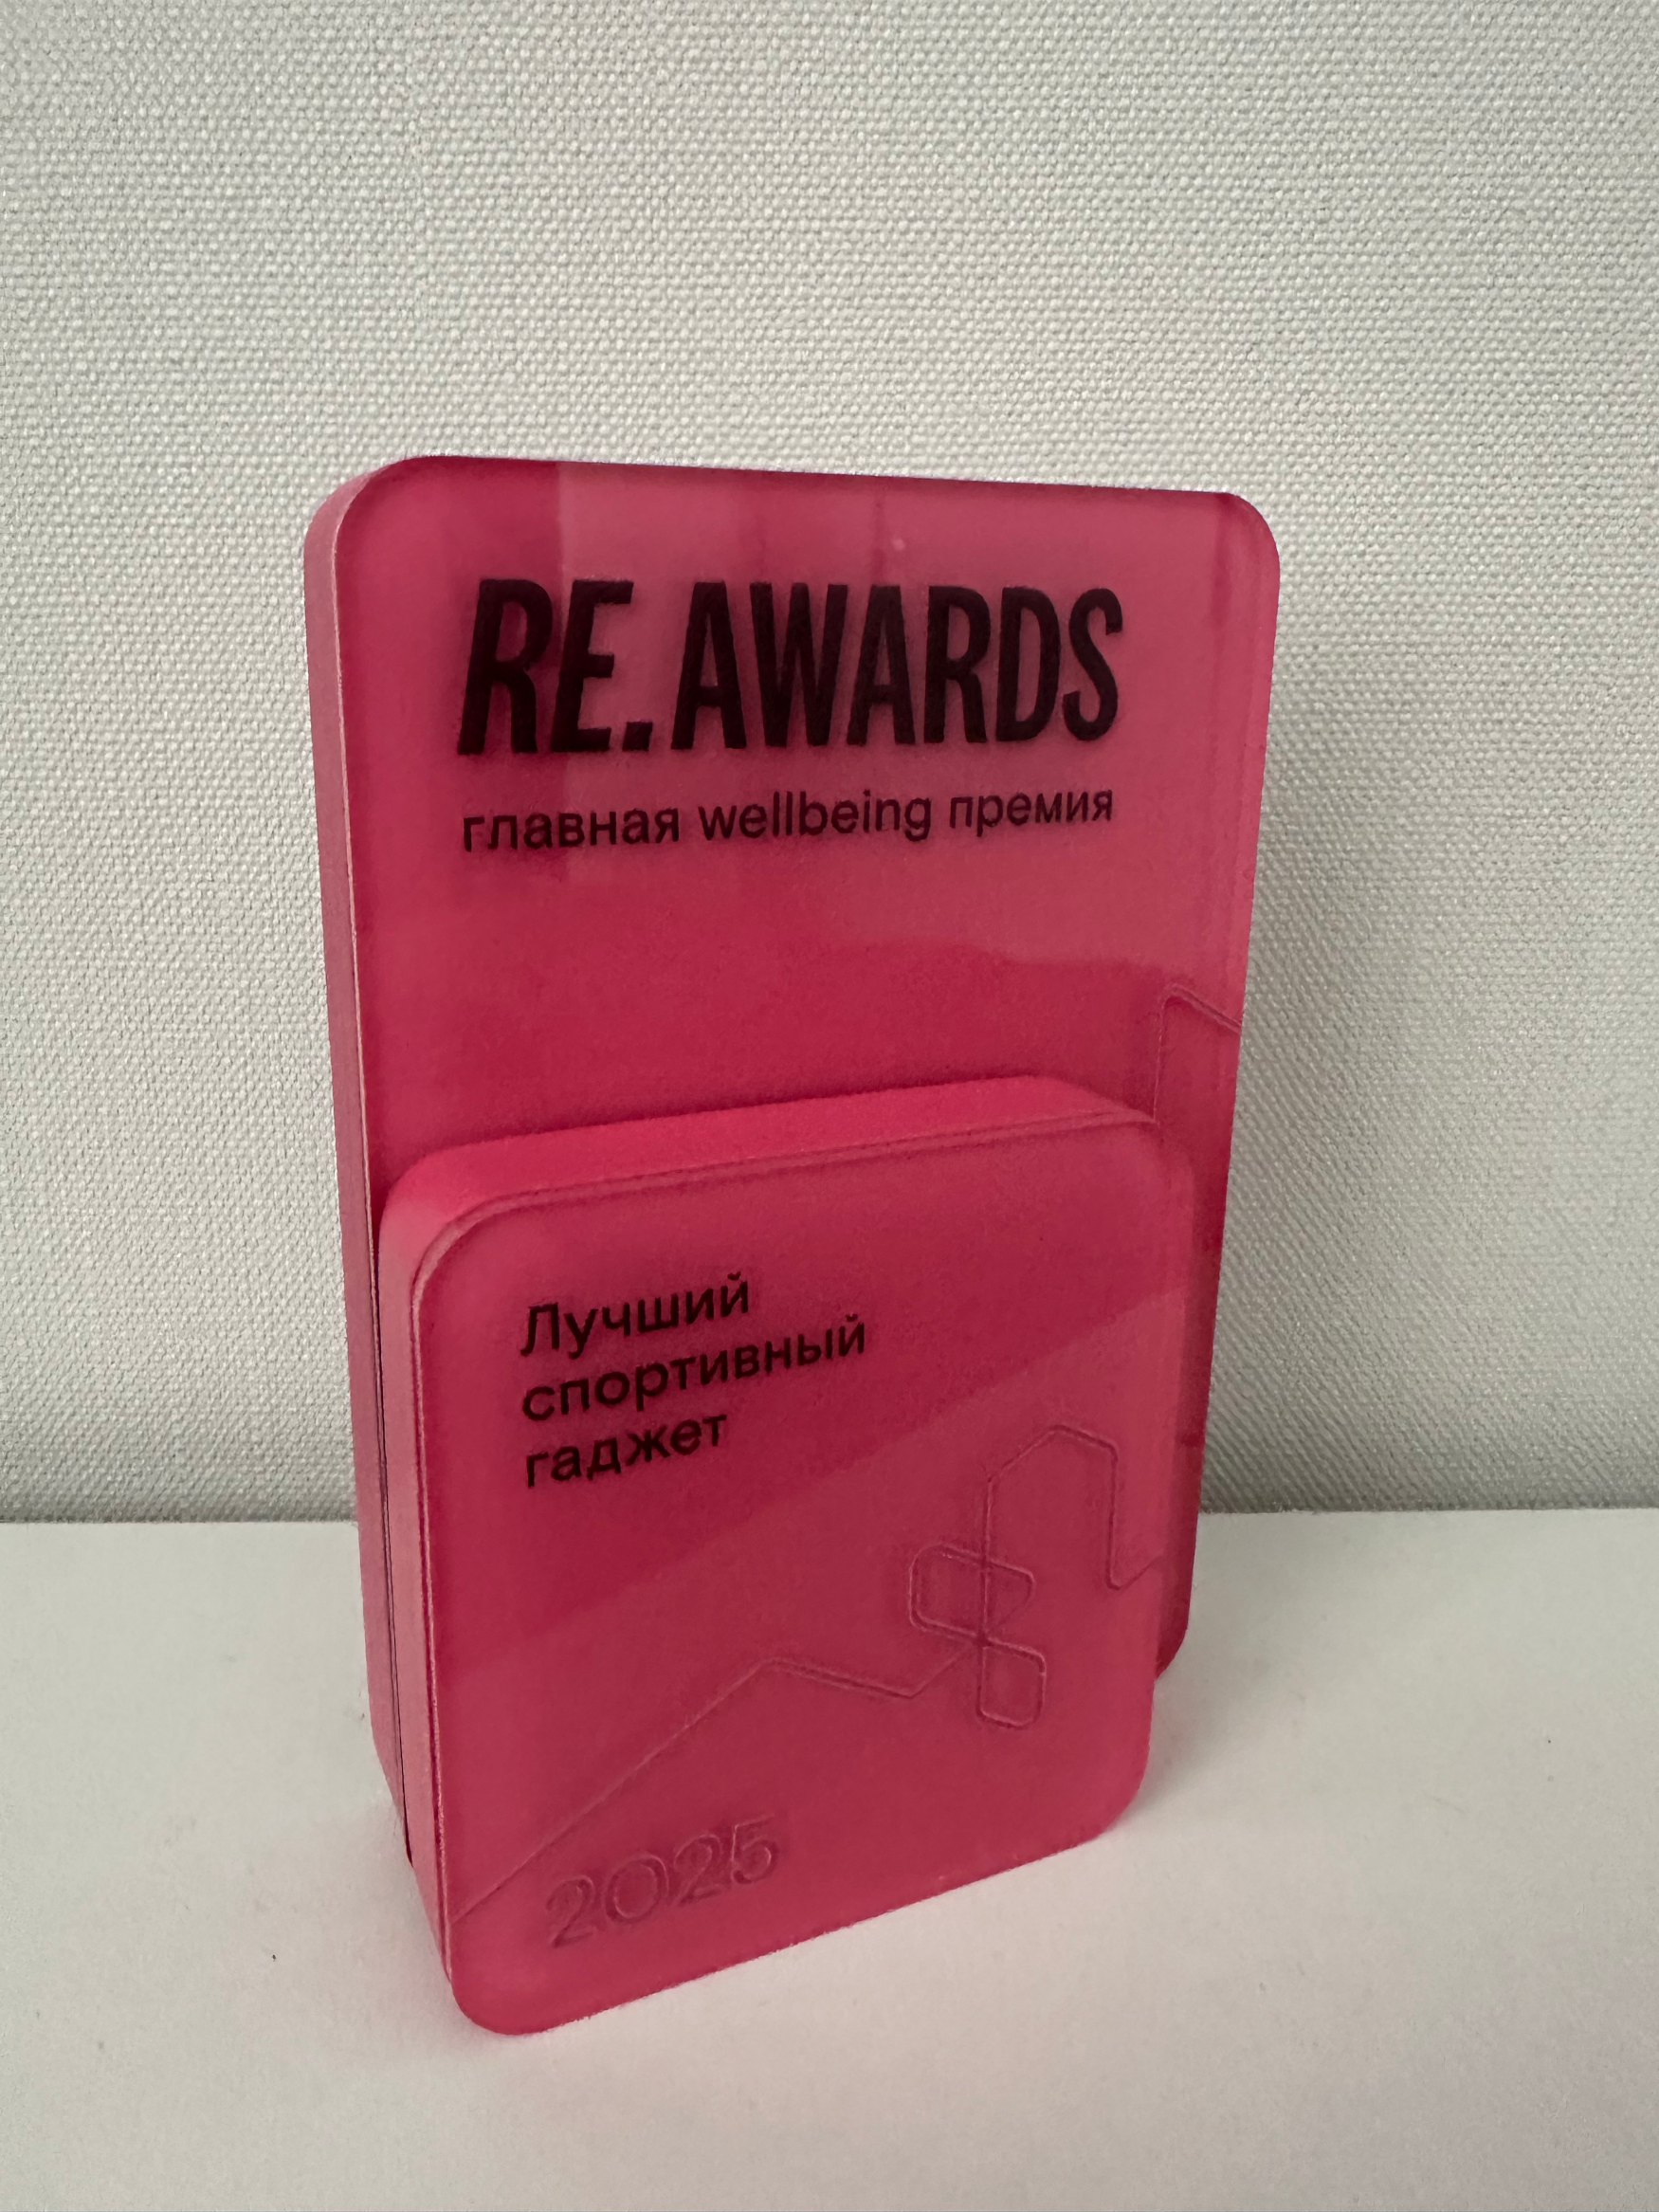 RE.AWARDS
главная wellbeing премия
Лучший
спортивный
гаджет
2025